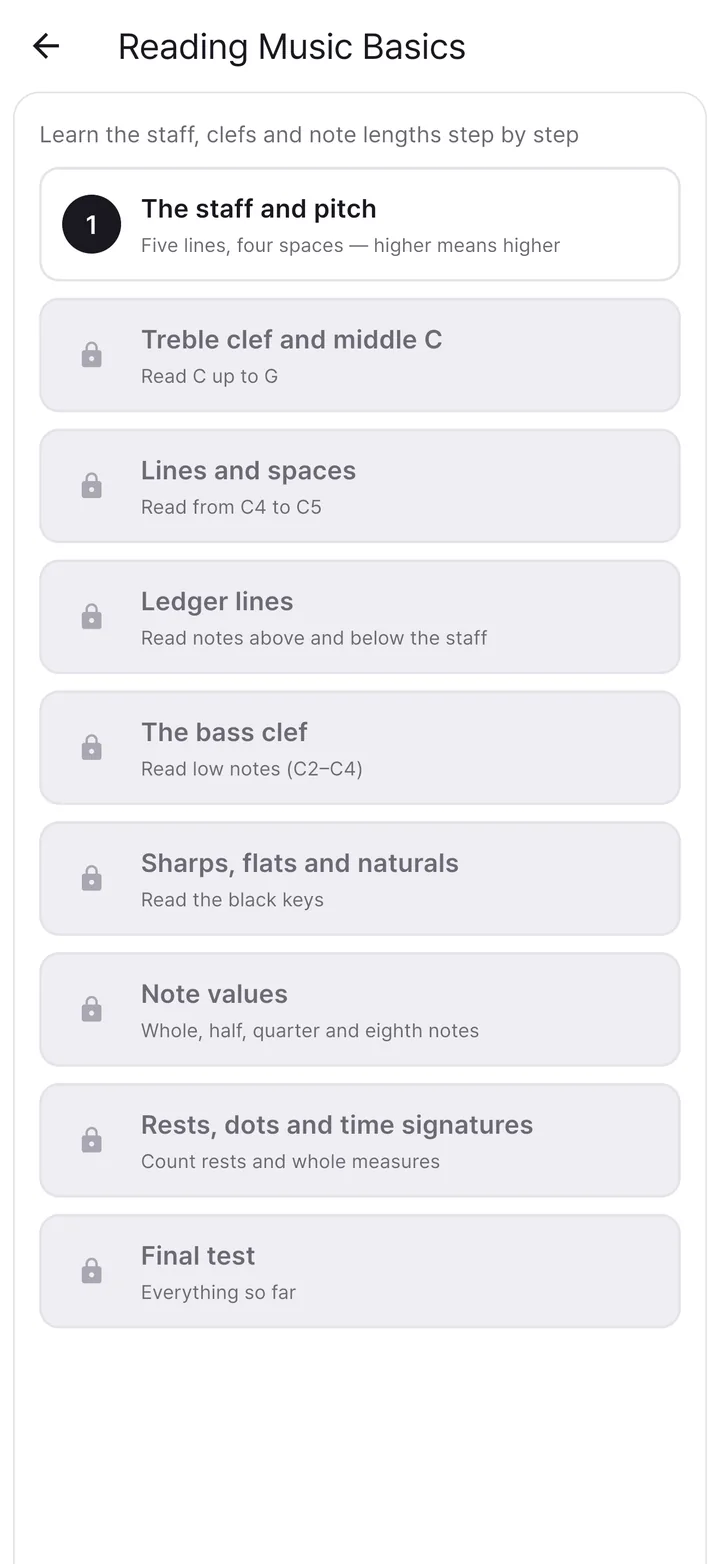 Reading Music Basics
Learn the staff, clefs and note lengths step by step
1
The staff and pitch
Five lines, four spaces — higher means higher
Treble clef and middle C
Read C up to G
Lines and spaces
Read from C4 to C5
Ledger lines
Read notes above and below the staff
The bass clef
Read low notes (C2–C4)
Sharps, flats and naturals
Read the black keys
Note values
Whole, half, quarter and eighth notes
Rests, dots and time signatures
Count rests and whole measures
Final test
Everything so far